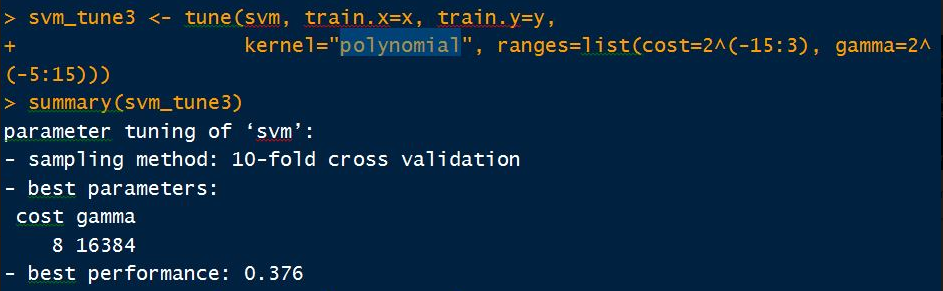 > svm_tune3 <- tune(svm, train.x=x, train.y=y,
+ kernel="polynomial", ranges=list(cost=2^(-15:3), gamma=2^
(-5:15)))
> summary(svm_tune3)
parameter tuning of ‘svm’:
- sampling method: 10-fold cross validation
- best parameters:
cost gamma
8 16384
- best performance: 0.376